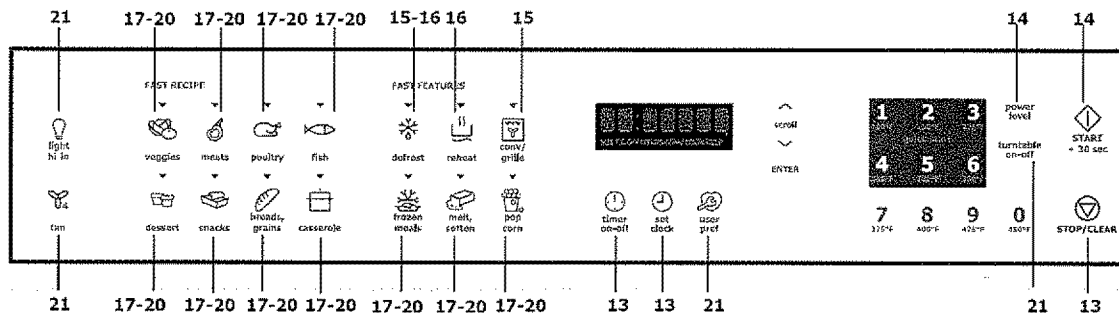 21 17-20 17-20 17-20 17-20 15-16 16 15 14 14
FAST RECIPE FAST FEATURES
light
hi-lo
veggies meats poultry fish defrost reheat conv/
grille
fan dessert snacks breads,
grains casserole frozen
meals melt,
soften pop
corn
scroll
ENTER
timer
on-off
set
clock
user
pref
1 2 3
4 5 6
7 8 9 0
375°F 400°F 425°F 450°F
power
level
turntable
on-off
START
+ 30 sec
STOP/CLEAR
21 17-20 17-20 17-20 17-20 17-20 17-20 17-20 13 13 21 21 13